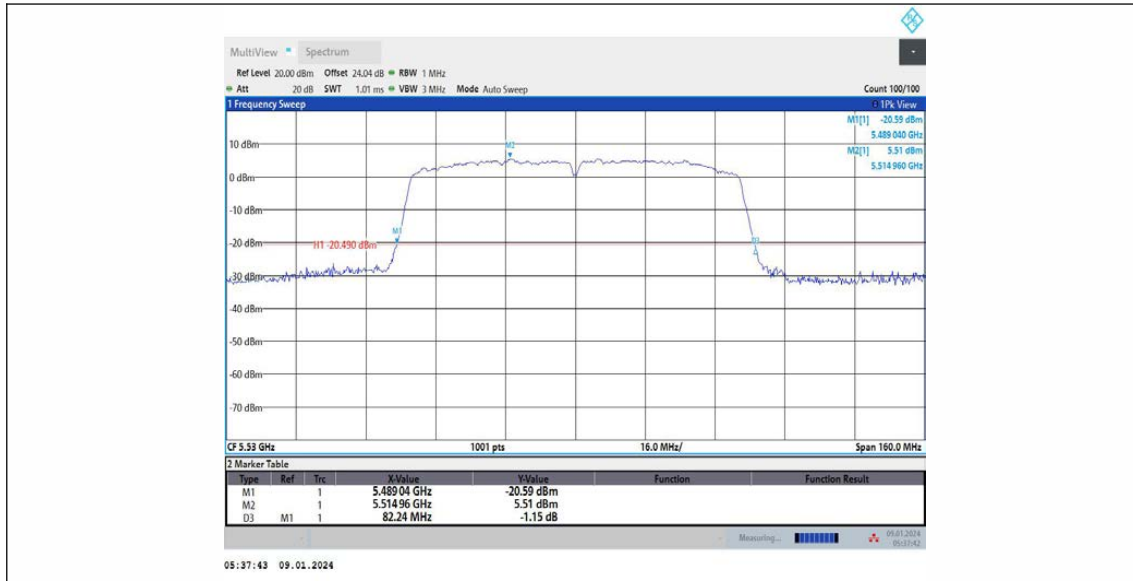 MultiView Spectrum
Ref Level 20.00 dBm Offset 24.04 dB RBW 1 MHz
Att 20 dB SWT 1.01 ms VBW 3 MHz Mode Auto Sweep Count 100/100
1 Frequency Sweep 1Pk View
M1[1] -20.59 dBm
5.489 040 GHz
M2[1] 5.51 dBm
5.514 960 GHz
10 dBm
M2
0 dBm
-10 dBm
M1
-20 dBm
H1 -20.490 dBm
D3
-30 dBm
-40 dBm
-50 dBm
-60 dBm
-70 dBm
CF 5.53 GHz 1001 pts 16.0 MHz/ Span 160.0 MHz
2 Marker Table
Type Ref Trc X-Value Y-Value Function Function Result
M1 1 5.489 04 GHz -20.59 dBm
M2 1 5.514 96 GHz 5.51 dBm
D3 M1 1 82.24 MHz -1.15 dB
Measuring... 09.01.2024
05:37:42
05:37:43 09.01.2024